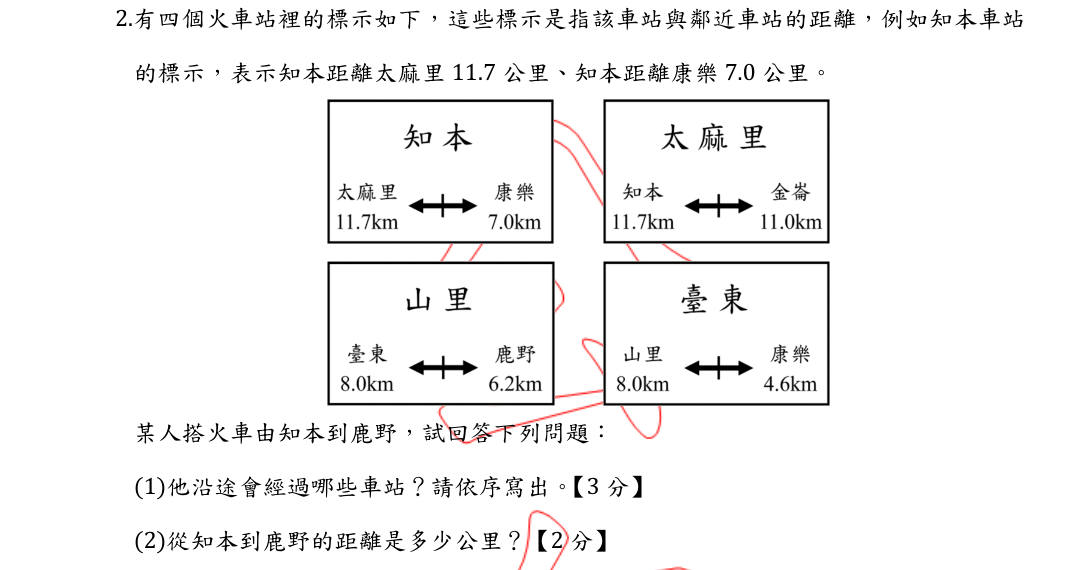 2.有四個火車站裡的標示如下，這些標示是指該車站與鄰近車站的距離，例如知本車站
的標示，表示知本距離太麻里 11.7 公里、知本距離康樂 7.0 公里。
知本
太麻里 康樂
11.7km 7.0km
太麻里
知本 金崙
11.7km 11.0km
山里
臺東 鹿野
8.0km 6.2km
臺東
山里 康樂
8.0km 4.6km
某人搭火車由知本到鹿野，試回答下列問題：
(1)他沿途會經過哪些車站？請依序寫出。【3 分】
(2)從知本到鹿野的距離是多少公里？【2 分】